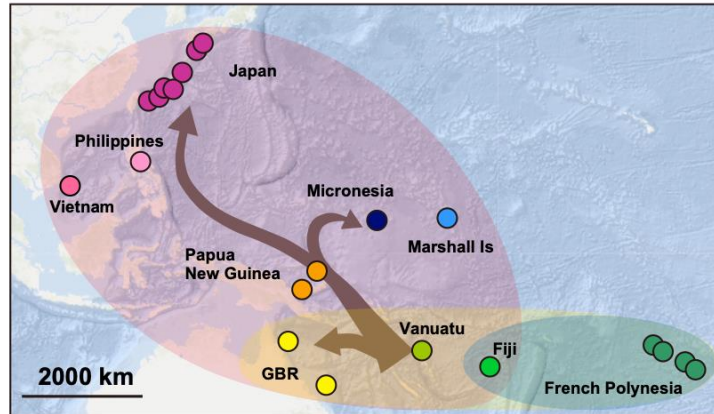 Japan
Philippines
Vietnam
Micronesia
Marshall Is
Papua
New Guinea
Vanuatu
Fiji
GBR
French Polynesia
2000 km